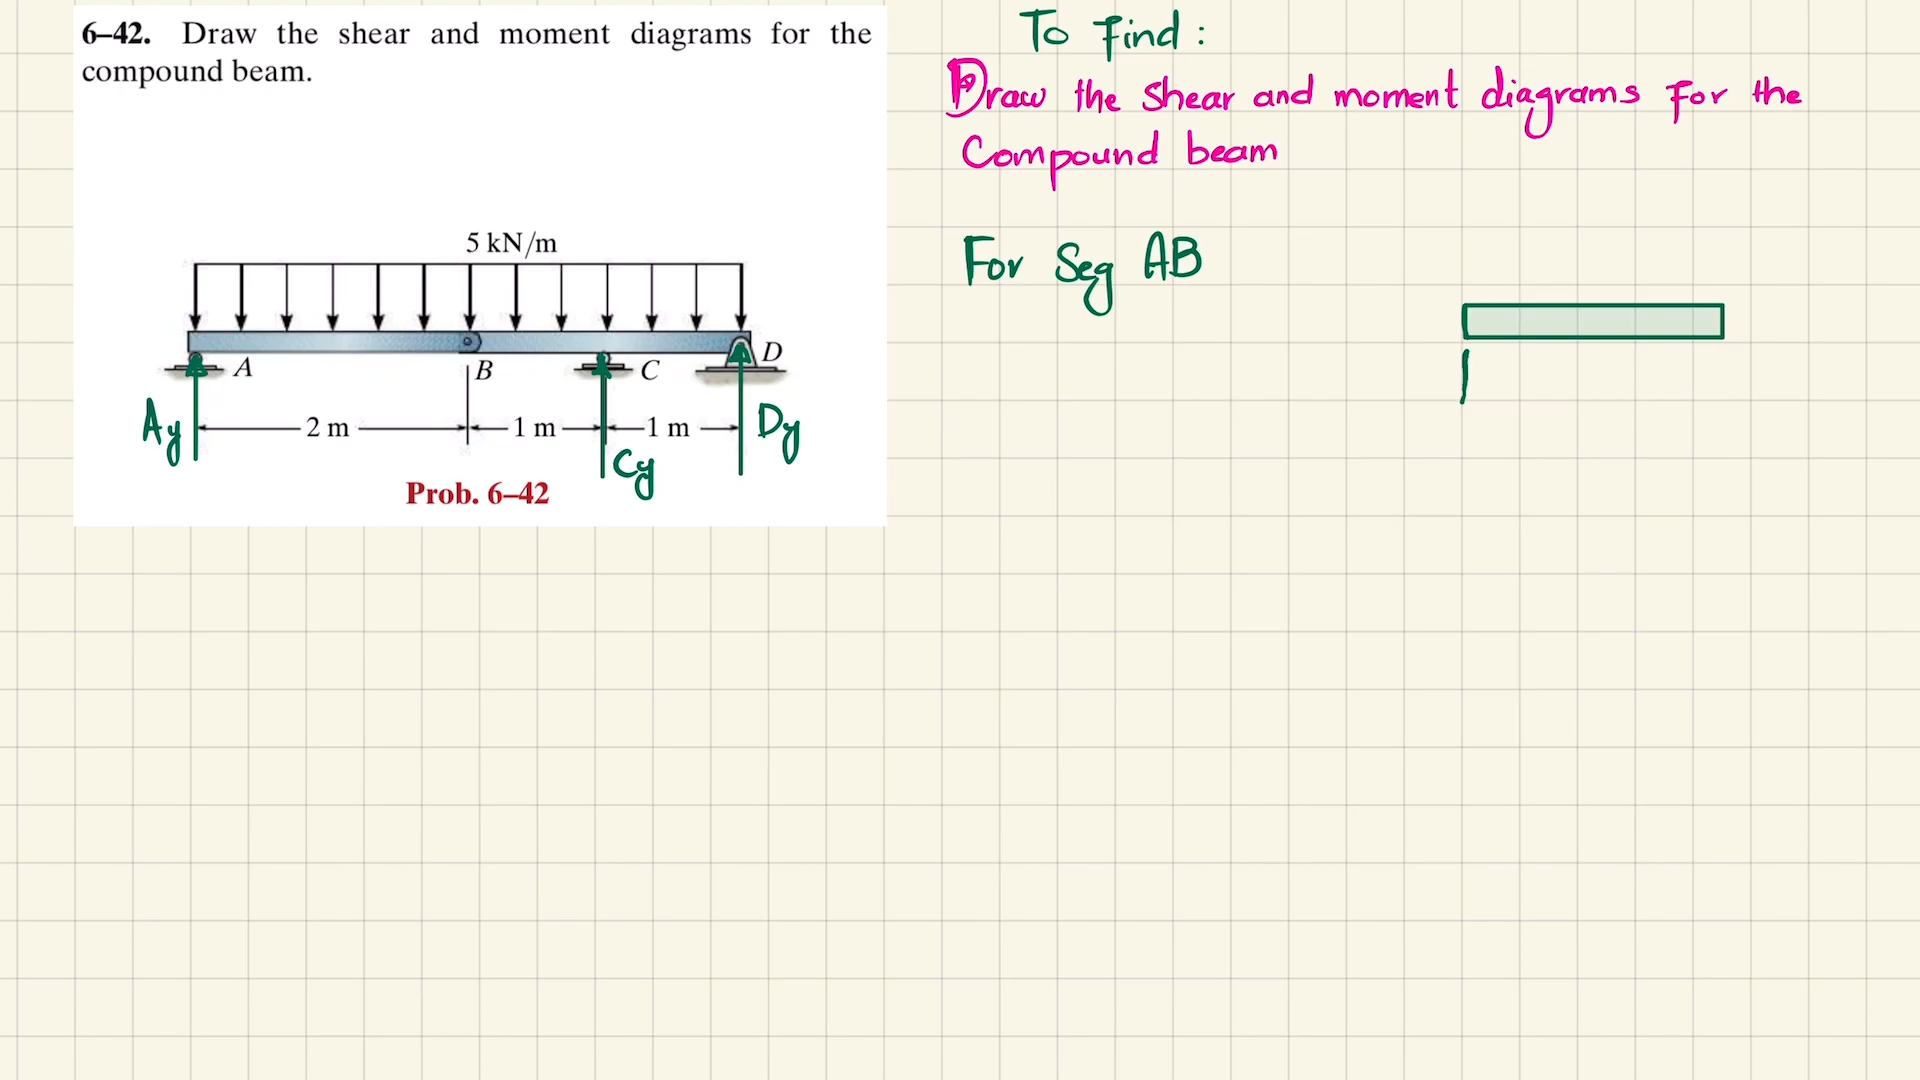 6–42. Draw the shear and moment diagrams for the
compound beam.
5 kN/m
A
B
C
D
2 m
1 m
1 m
Ay
Cy
Dy
Prob. 6–42
To Find :
Draw the shear and moment diagrams for the
Compound beam
For Seg AB